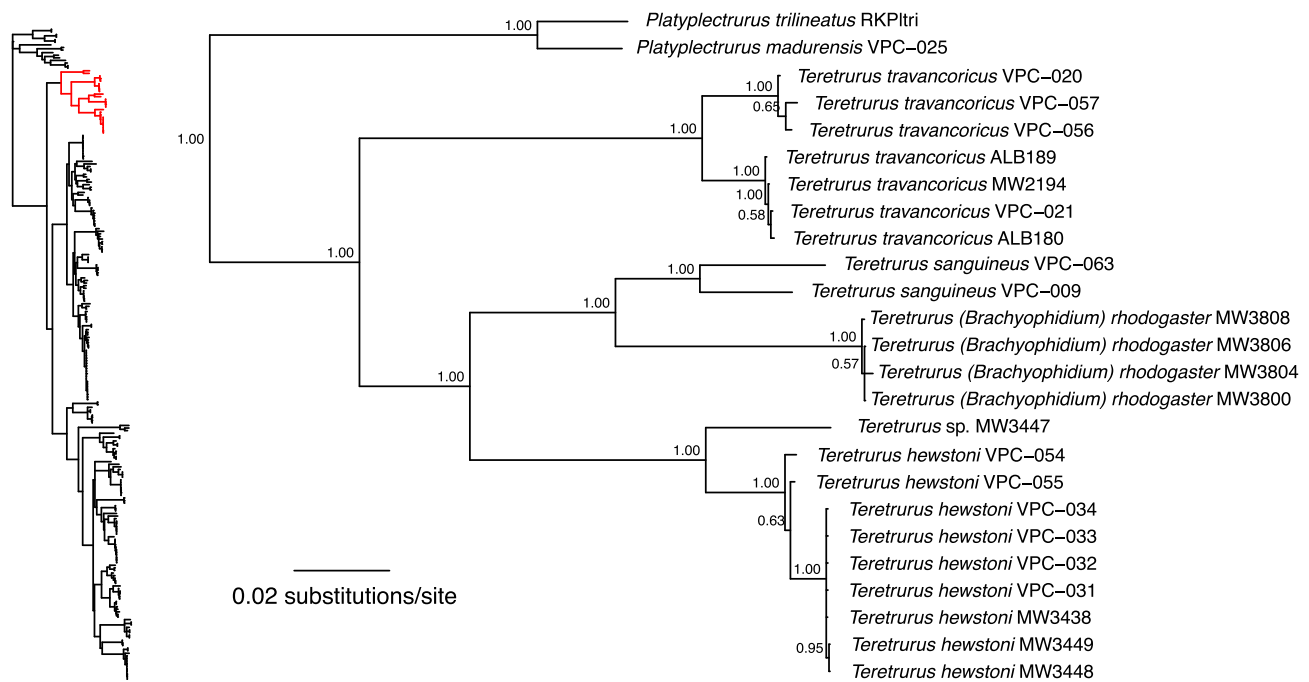 1.00
Platyplectrurus trilineatus RKPltri
Platyplectrurus madurensis VPC–025
1.00
Teretrurus travancoricus VPC–020
1.00
0.65
Teretrurus travancoricus VPC–057
Teretrurus travancoricus VPC–056
1.00
1.00
Teretrurus travancoricus ALB189
1.00
Teretrurus travancoricus MW2194
0.58
Teretrurus travancoricus VPC–021
Teretrurus travancoricus ALB180
1.00
1.00
Teretrurus sanguineus VPC–063
Teretrurus sanguineus VPC–009
1.00
Teretrurus (Brachyophidium) rhodogaster MW3808
1.00
Teretrurus (Brachyophidium) rhodogaster MW3806
0.57
Teretrurus (Brachyophidium) rhodogaster MW3804
Teretrurus (Brachyophidium) rhodogaster MW3800
1.00
Teretrurus sp. MW3447
1.00
Teretrurus hewstoni VPC–054
1.00
Teretrurus hewstoni VPC–055
0.63
Teretrurus hewstoni VPC–034
Teretrurus hewstoni VPC–033
1.00
Teretrurus hewstoni VPC–032
Teretrurus hewstoni VPC–031
Teretrurus hewstoni MW3438
0.95
Teretrurus hewstoni MW3449
Teretrurus hewstoni MW3448
0.02 substitutions/site